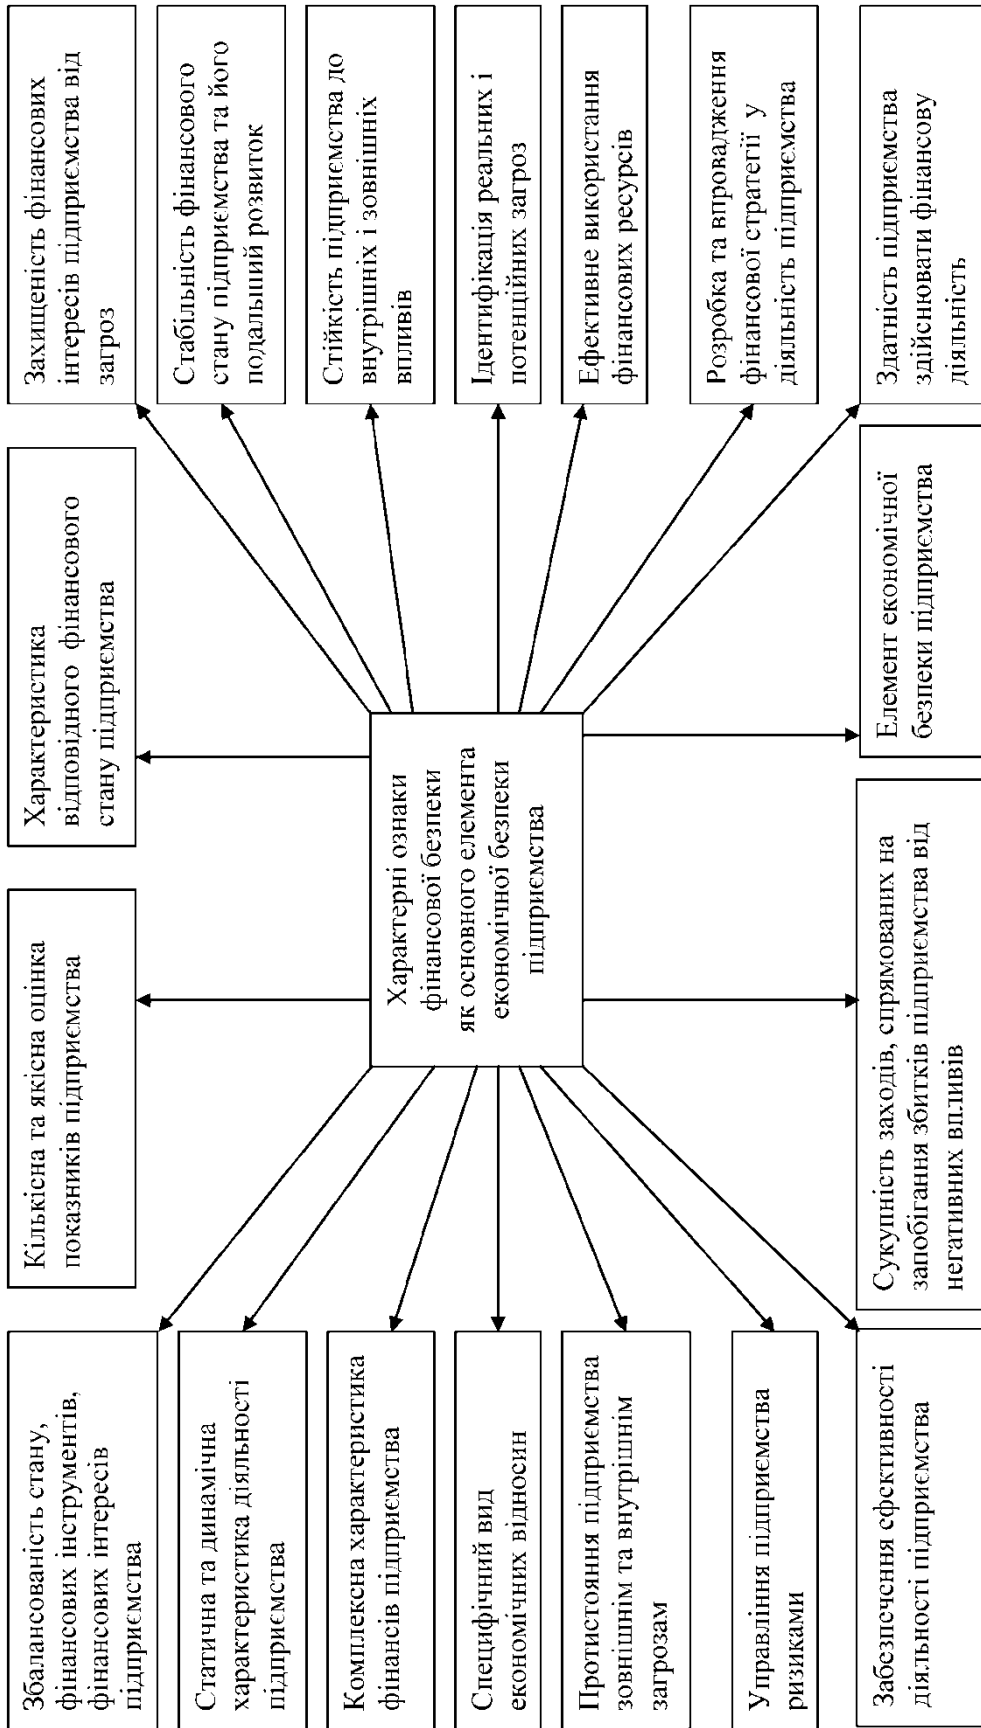 Збалансованість стану,
фінансових інструментів,
фінансових інтересів
підприємства
Кількісна та якісна оцінка
показників підприємства
Характеристика
відповідного фінансового
стану підприємства
Захищеність фінансових
інтересів підприємства від
загроз
Статична та динамічна
характеристика діяльності
підприємства
Стабільність фінансового
стану підприємства та його
подальший розвиток
Комплексна характеристика
фінансів підприємства
Стійкість підприємства до
внутрішніх і зовнішніх
впливів
Характерні ознаки
фінансової безпеки
як основного елемента
економічної безпеки
підприємства
Специфічний вид
економічних відносин
Ідентифікація реальних і
потенційних загроз
Протистояння підприємства
зовнішнім та внутрішнім
загрозам
Ефективне використання
фінансових ресурсів
Управління підприємства
ризиками
Розробка та впровадження
фінансової стратегії у
діяльність підприємства
Забезпечення ефективності
діяльності підприємства
Сукупність заходів, спрямованих на
запобігання збитків підприємства від
негативних впливів
Елемент економічної
безпеки підприємства
Здатність підприємства
здійснювати фінансову
діяльність